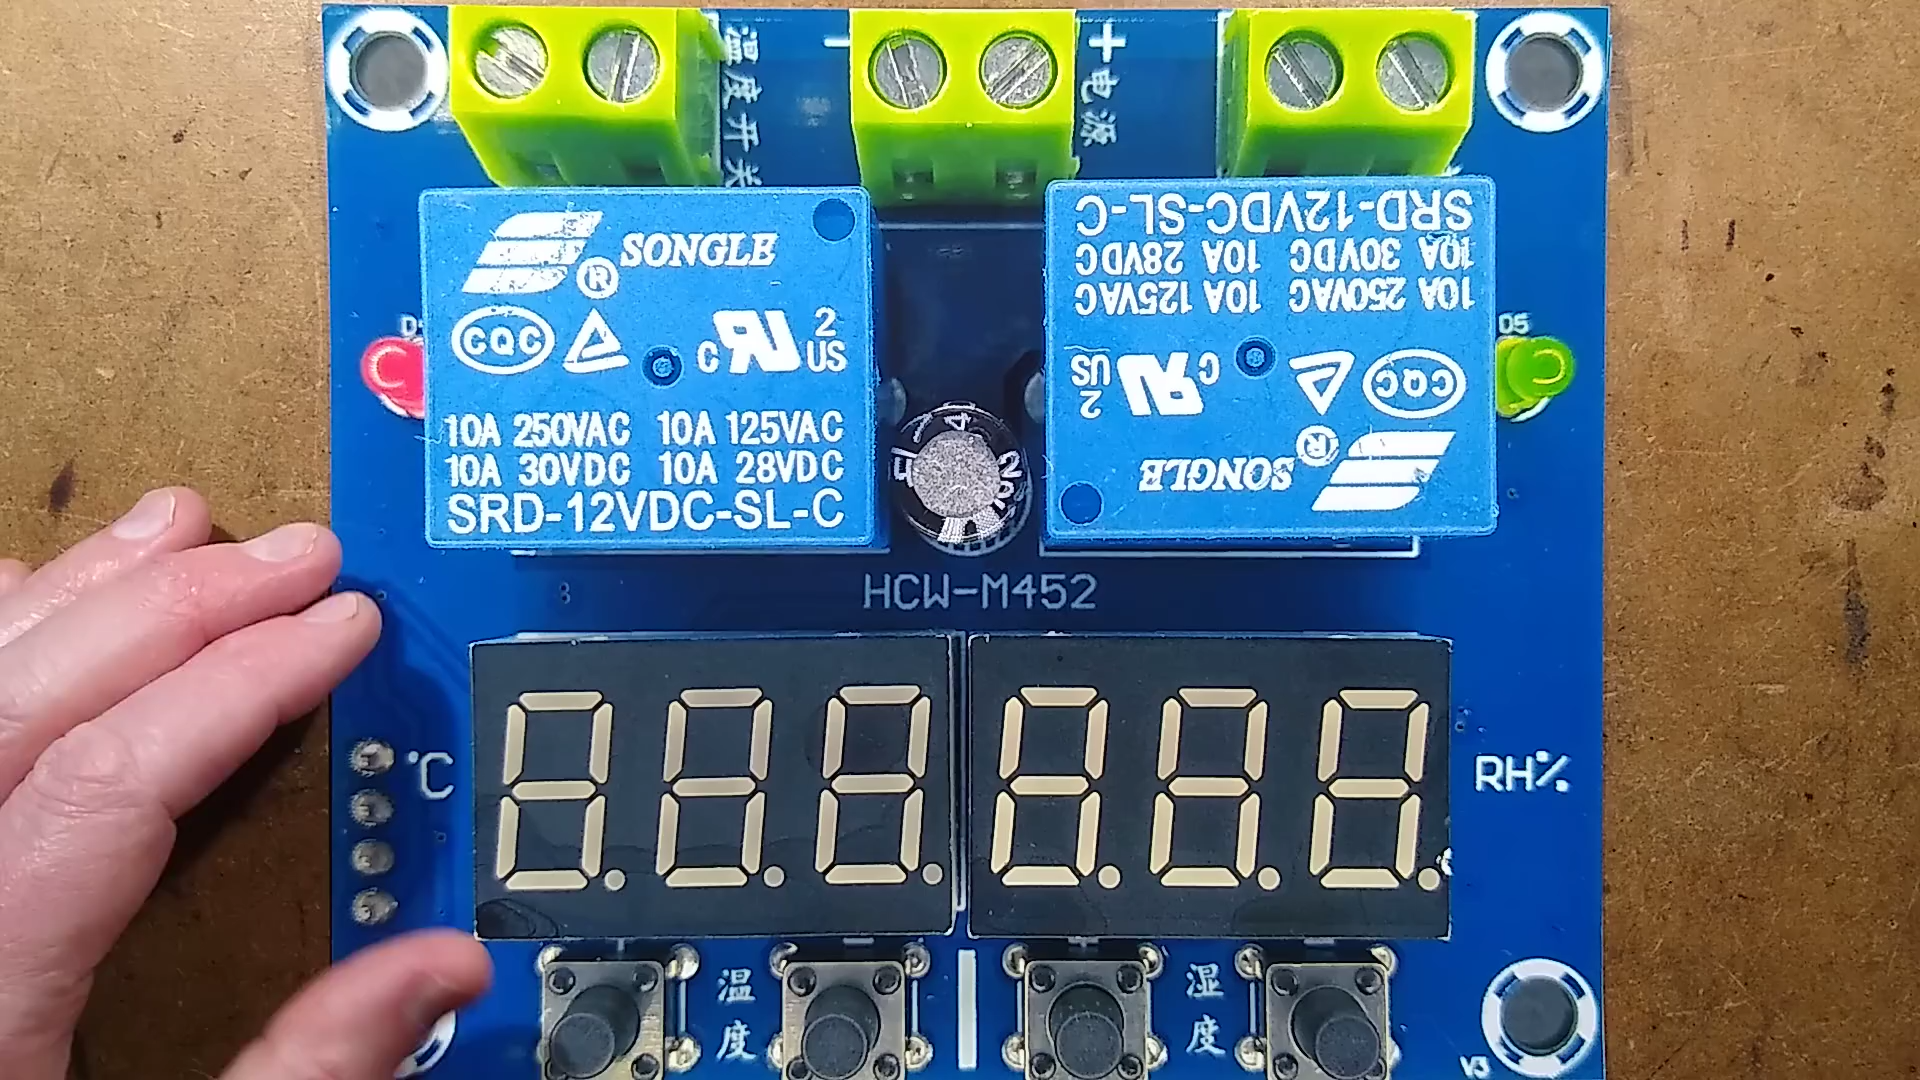 温度开关
−
+
电源
SONGLE
®
CQC
C
US
2
10A 250VAC 10A 125VAC
10A 30VDC 10A 28VDC
SRD-12VDC-SL-C
SRD-12VDC-SL-C
10A 30VDC 10A 28VDC
10A 250VAC 10A 125VAC
CQC
C
US
2
®
SONGLE
D5
HCW-M452
℃
RH%
温度
湿度
V3